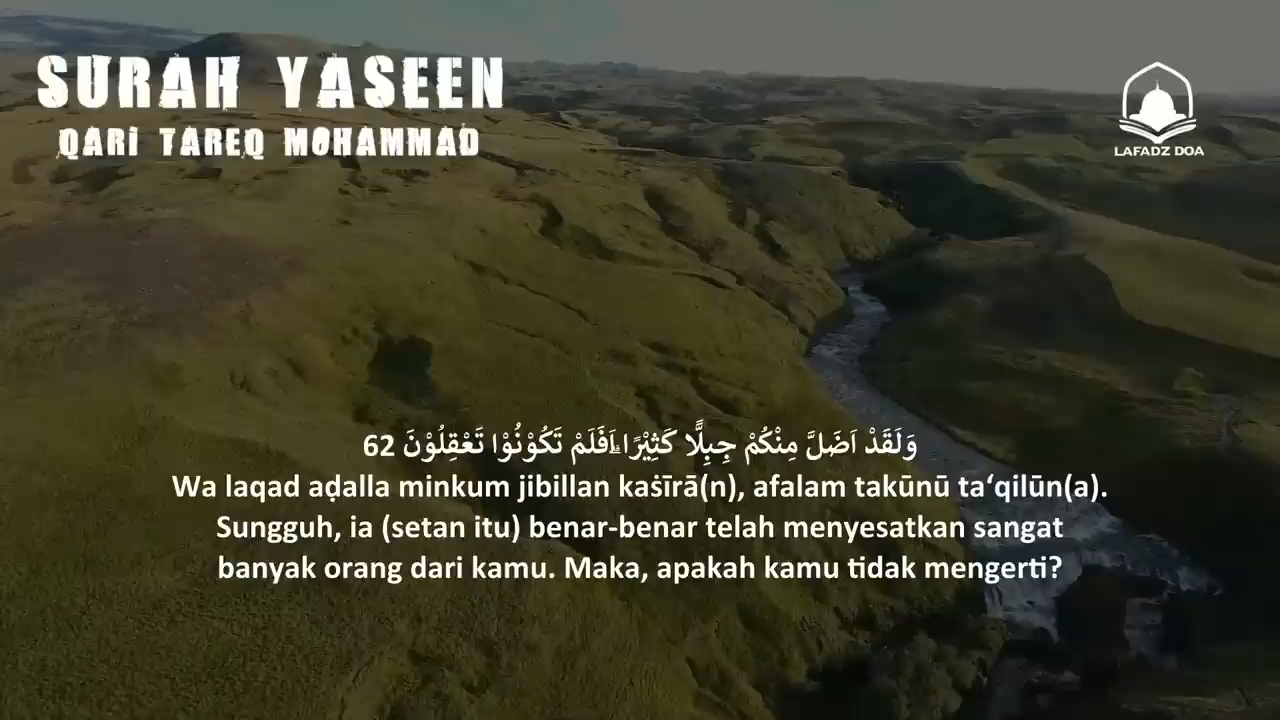 SURAH YASEEN
QARI TAREQ MOHAMMAD
LAFADZ DOA
وَلَقَدْ اَضَلَّ مِنْكُمْ جِبِلًّا كَثِيْرًاۗ اَفَلَمْ تَكُوْنُوْا تَعْقِلُوْنَ 62
Wa laqad aḍalla minkum jibillan kaṡīrā(n), afalam takūnū ta‘qilūn(a).
Sungguh, ia (setan itu) benar-benar telah menyesatkan sangat
banyak orang dari kamu. Maka, apakah kamu tidak mengerti?